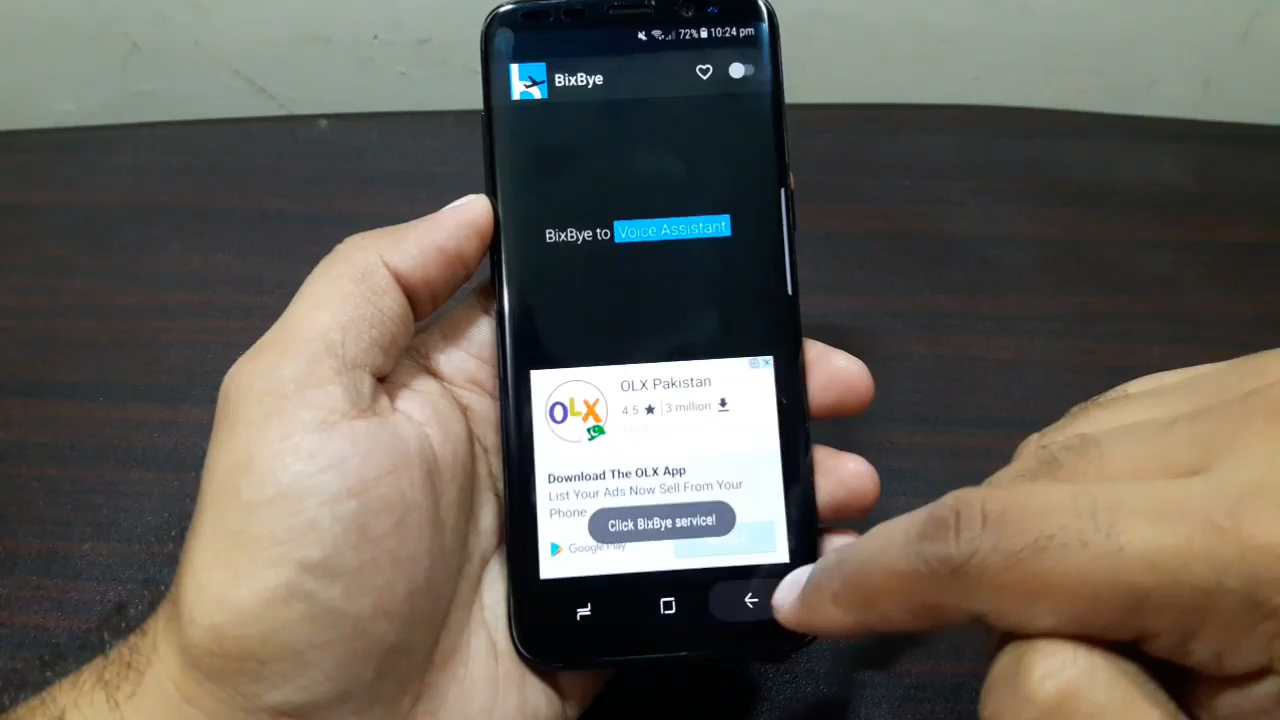 72% 10:24 pm
BixBye
BixBye to Voice Assistant
OLX Pakistan
OLX
4.5 ★ | 3 million
Download The OLX App
List Your Ads Now Sell From Your
Phone
Click BixBye service!
Google Play